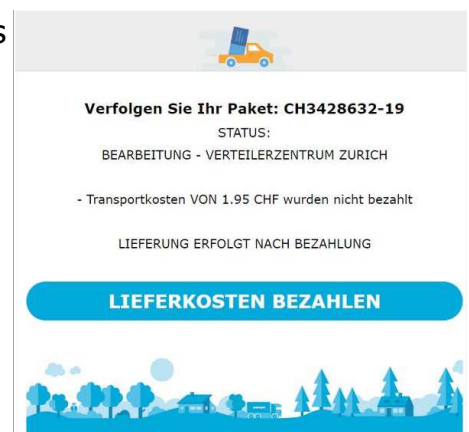 s
Verfolgen Sie Ihr Paket: CH3428632-19
STATUS:
BEARBEITUNG - VERTEILERZENTRUM ZURICH
- Transportkosten VON 1.95 CHF wurden nicht bezahlt
LIEFERUNG ERFOLGT NACH BEZAHLUNG
LIEFERKOSTEN BEZAHLEN